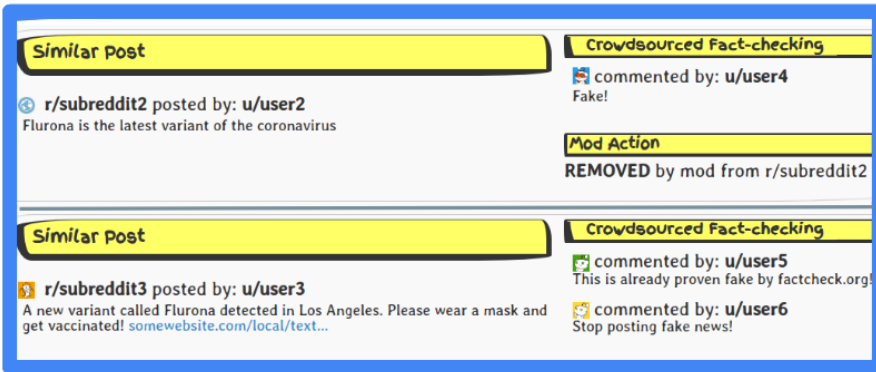 Similar Post
r/subreddit2 posted by: u/user2
Flurona is the latest variant of the coronavirus
Crowdsourced Fact-checking
commented by: u/user4
Fake!
Mod Action
REMOVED by mod from r/subreddit2
Similar Post
r/subreddit3 posted by: u/user3
A new variant called Flurona detected in Los Angeles. Please wear a mask and
get vaccinated! somewebsite.com/local/text...
Crowdsourced Fact-checking
commented by: u/user5
This is already proven fake by factcheck.org!
commented by: u/user6
Stop posting fake news!